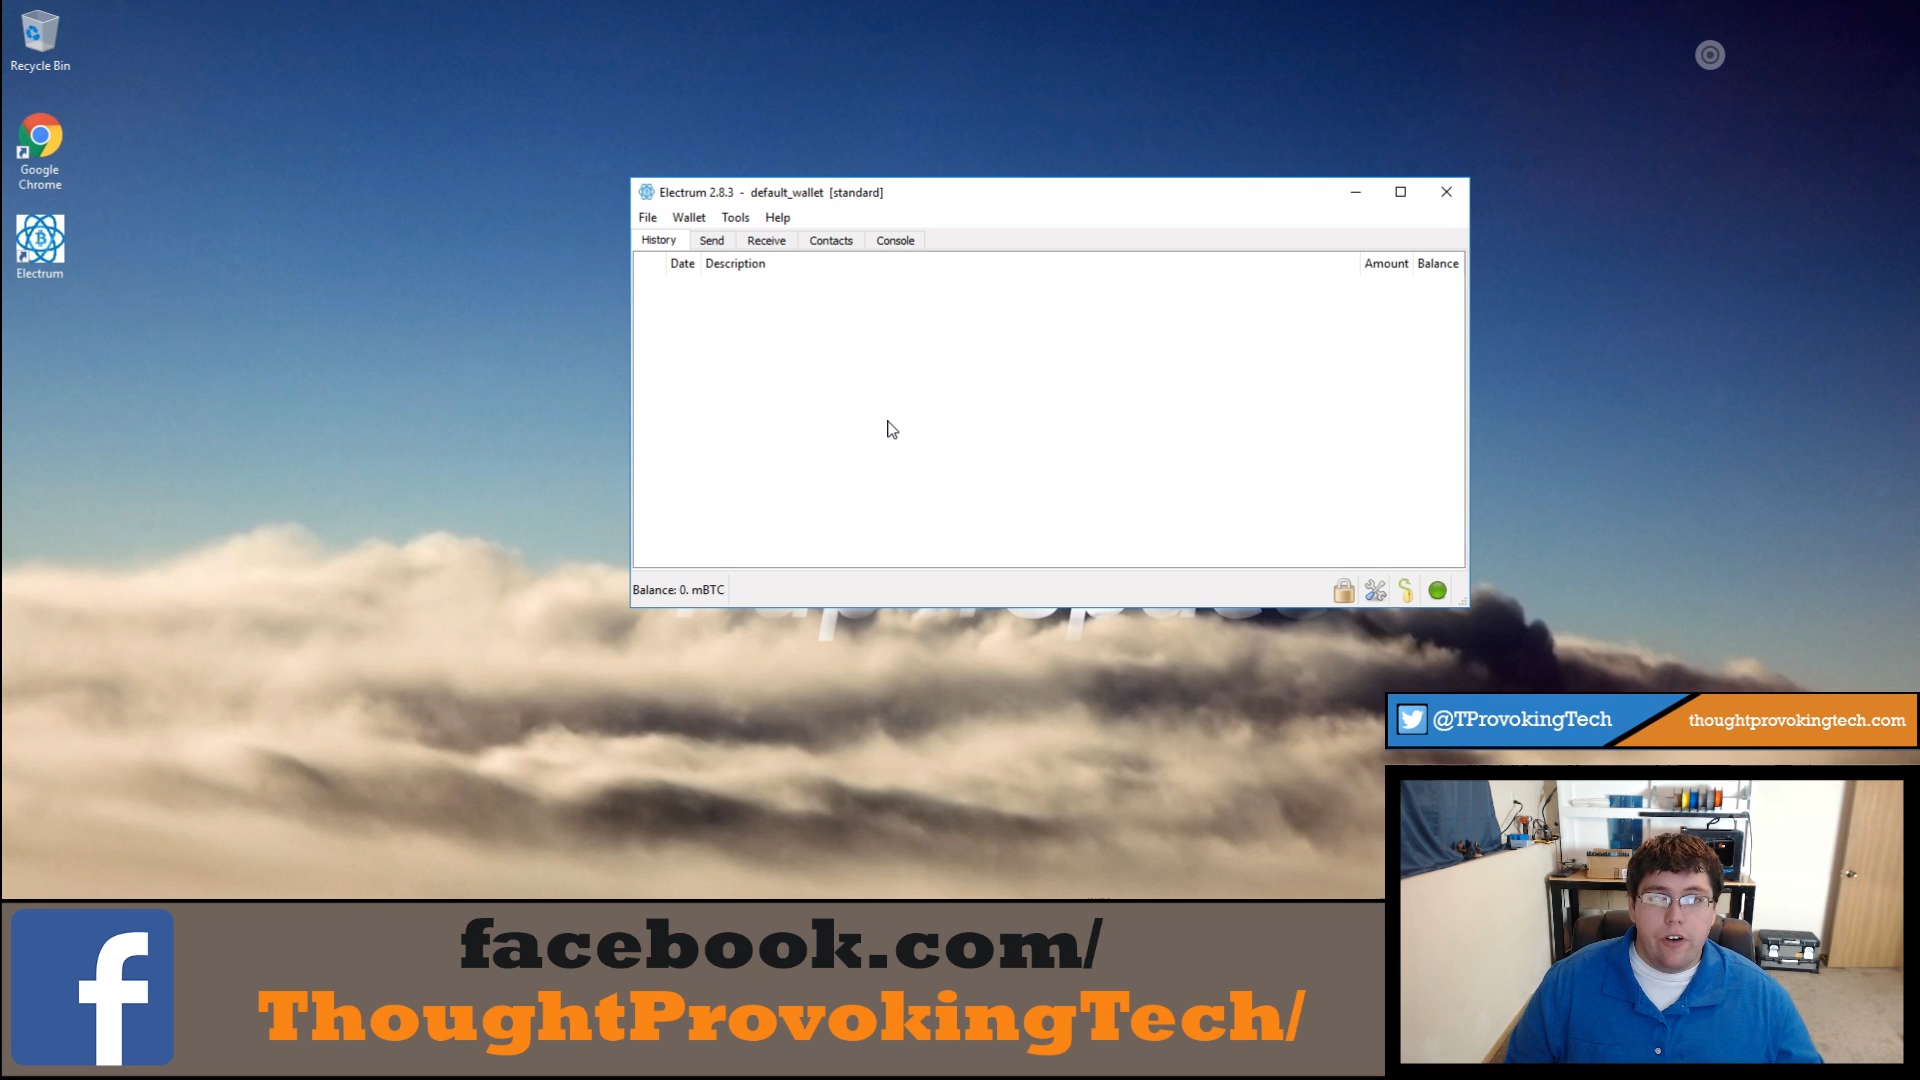 Recycle Bin
Google
Chrome
Electrum
Electrum 2.8.3 - default_wallet [standard]
File Wallet Tools Help
History Send Receive Contacts Console
Date Description Amount Balance
Balance: 0. mBTC
@TProvokingTech
thoughtprovokingtech.com
facebook.com/
ThoughtProvokingTech/